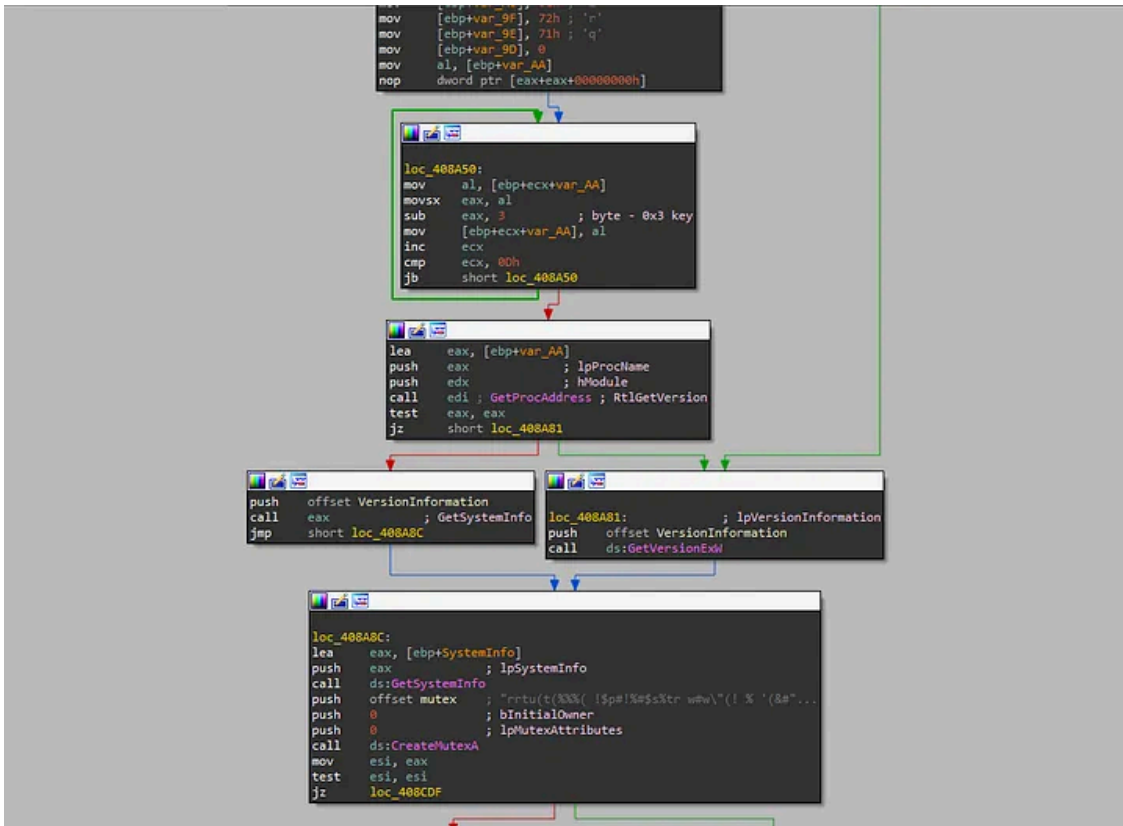 mov [ebp+var_9F], 72h ; 'r'
mov [ebp+var_9E], 71h ; 'q'
mov [ebp+var_9D], 0
mov al, [ebp+var_AA]
nop dword ptr [eax+eax+00000000h]
loc_408A50:
mov al, [ebp+ecx+var_AA]
movsx eax, al
sub eax, 3 ; byte - 0x3 key
mov [ebp+ecx+var_AA], al
inc ecx
cmp ecx, 0Dh
jb short loc_408A50
lea eax, [ebp+var_AA]
push eax ; lpProcName
push edx ; hModule
call edi ; GetProcAddress ; RtlGetVersion
test eax, eax
jz short loc_408A81
push offset VersionInformation
call eax ; GetSystemInfo
jmp short loc_408A8C
loc_408A81: ; lpVersionInformation
push offset VersionInformation
call ds:GetVersionExW
loc_408A8C:
lea eax, [ebp+SystemInfo]
push eax ; lpSystemInfo
call ds:GetSystemInfo
push offset mutex ; "rrtu(t(%%%( !$p#!%#$s%tr w#w\"(! % '(&#"...
push 0 ; bInitialOwner
push 0 ; lpMutexAttributes
call ds:CreateMutexA
mov esi, eax
test esi, esi
jz loc_408CDF